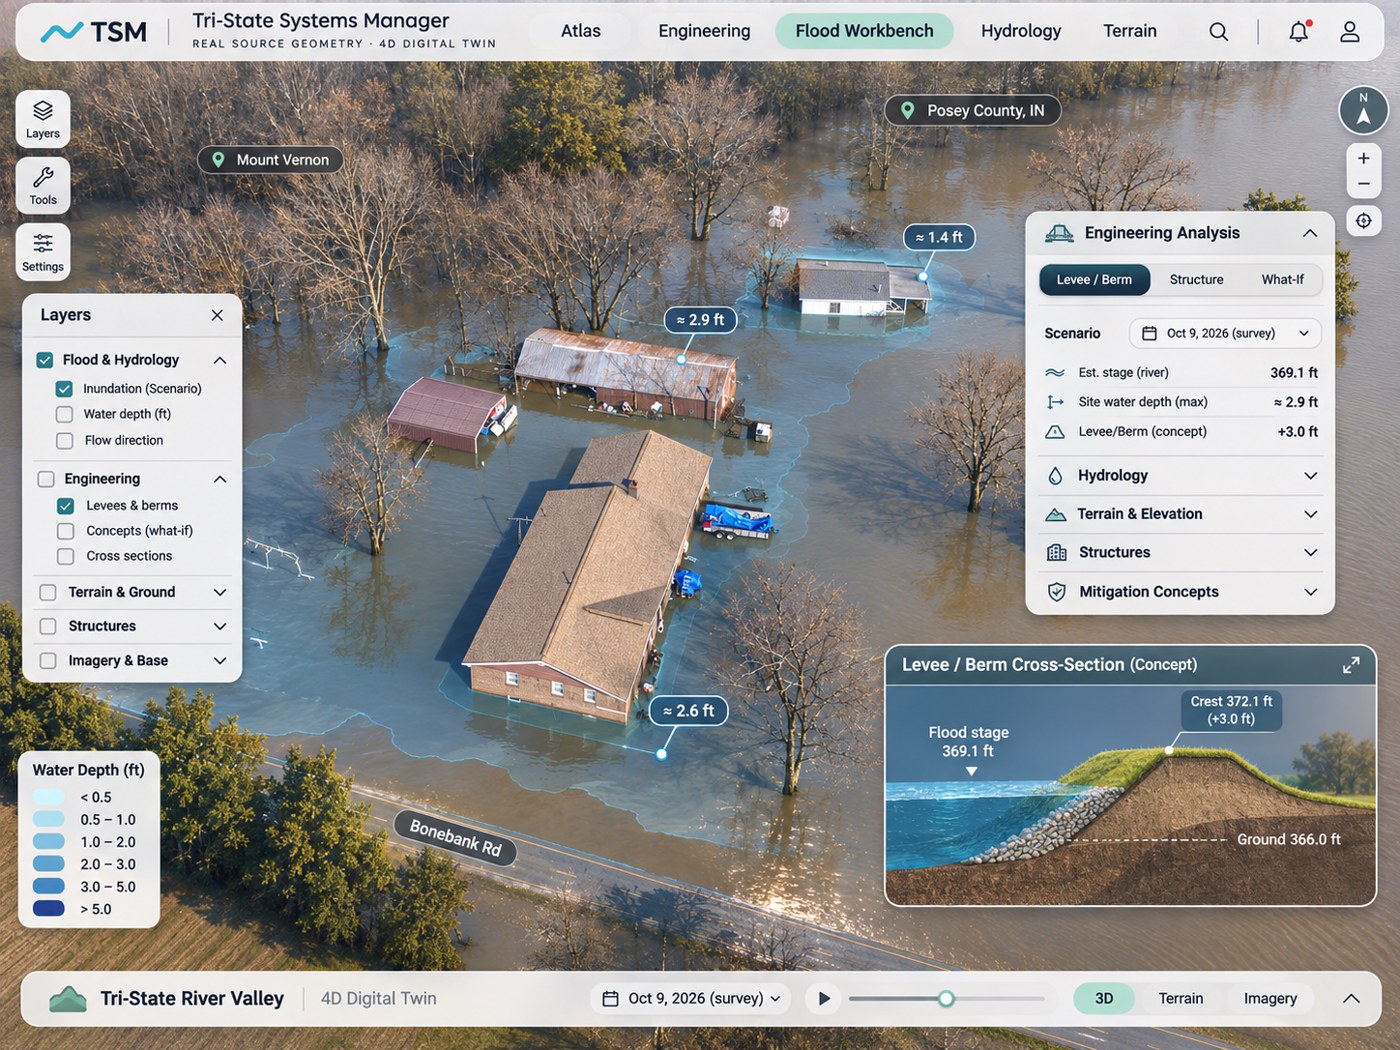 TSM
Tri-State Systems Manager
REAL SOURCE GEOMETRY · 4D DIGITAL TWIN
Atlas
Engineering
Flood Workbench
Hydrology
Terrain
Layers
Tools
Settings
Mount Vernon
Posey County, IN
N
+
−
≈ 1.4 ft
≈ 2.9 ft
≈ 2.6 ft
Bonebank Rd
Layers
Flood & Hydrology
Inundation (Scenario)
Water depth (ft)
Flow direction
Engineering
Levees & berms
Concepts (what-if)
Cross sections
Terrain & Ground
Structures
Imagery & Base
Water Depth (ft)
< 0.5
0.5 – 1.0
1.0 – 2.0
2.0 – 3.0
3.0 – 5.0
> 5.0
Engineering Analysis
Levee / Berm
Structure
What-If
Scenario
Oct 9, 2026 (survey)
Est. stage (river) 369.1 ft
Site water depth (max) ≈ 2.9 ft
Levee/Berm (concept) +3.0 ft
Hydrology
Terrain & Elevation
Structures
Mitigation Concepts
Levee / Berm Cross-Section (Concept)
Crest 372.1 ft
(+3.0 ft)
Flood stage
369.1 ft
Ground 366.0 ft
Tri-State River Valley
4D Digital Twin
Oct 9, 2026 (survey)
3D
Terrain
Imagery